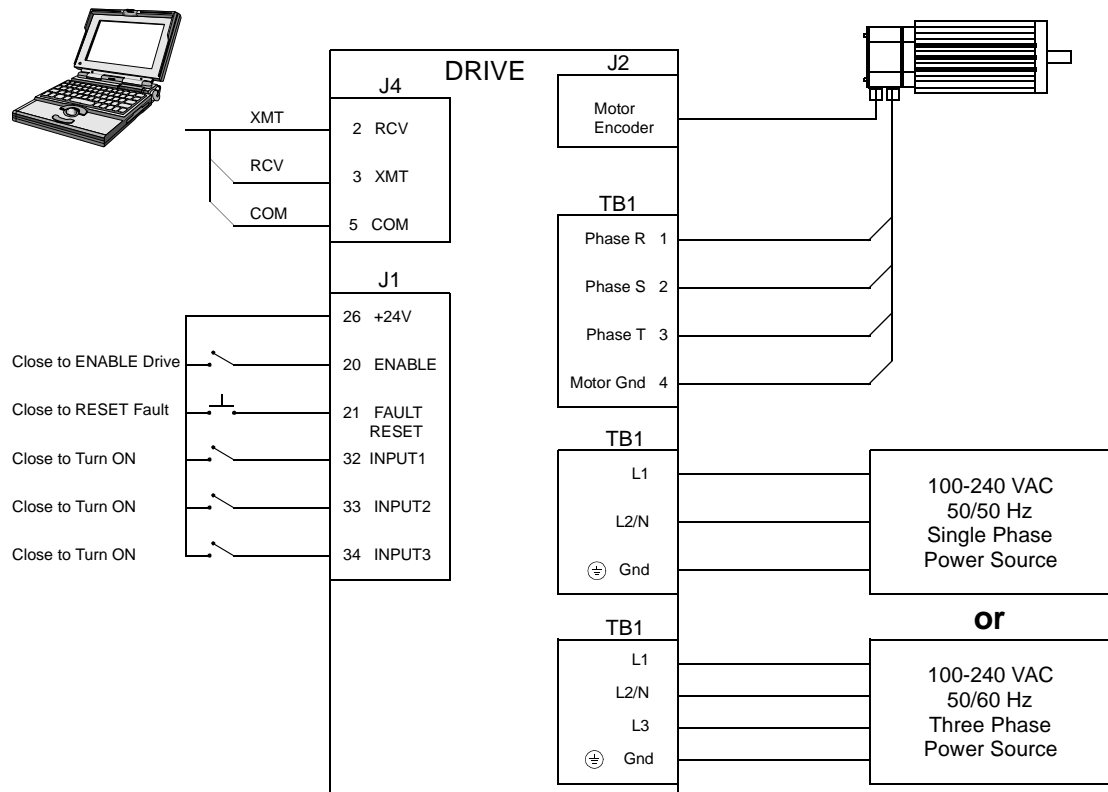 DRIVE
J4
XMT
2 RCV
RCV
3 XMT
COM
5 COM
J1
26 +24V
Close to ENABLE Drive
20 ENABLE
Close to RESET Fault
21 FAULT
RESET
Close to Turn ON
32 INPUT1
Close to Turn ON
33 INPUT2
Close to Turn ON
34 INPUT3
J2
Motor
Encoder
TB1
Phase R 1
Phase S 2
Phase T 3
Motor Gnd 4
TB1
L1
L2/N
Gnd
100-240 VAC
50/50 Hz
Single Phase
Power Source
or
TB1
L1
L2/N
L3
Gnd
100-240 VAC
50/60 Hz
Three Phase
Power Source